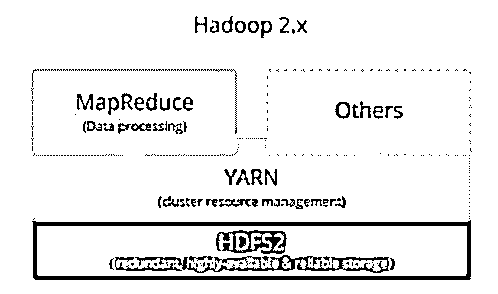 Hadoop 2.x
MapReduce
(Data processing)
Others
YARN
(cluster resource management)
HDFS2
(redundant, highly-available & reliable storage)